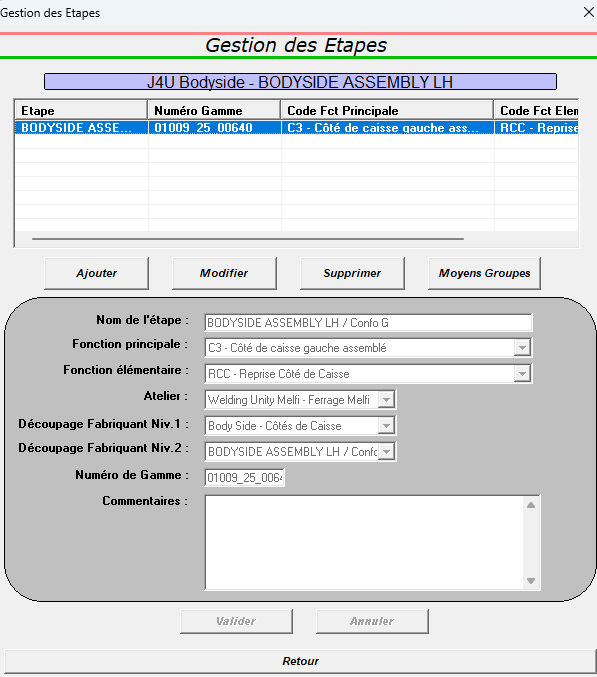 Gestion des Etapes
Gestion des Etapes
J4U Bodyside - BODYSIDE ASSEMBLY LH
Etape Numéro Gamme Code Fct Principale Code Fct Elem
BODYSIDE ASSE... 01009_25_00640 C3 - Côté de caisse gauche ass... RCC - Reprise
Ajouter Modifier Supprimer Moyens Groupes
Nom de l'étape : BODYSIDE ASSEMBLY LH / Confo G
Fonction principale : C3 - Côté de caisse gauche assemblé
Fonction élémentaire : RCC - Reprise Côté de Caisse
Atelier : Welding Unity Melfi - Ferrage Melfi
Découpage Fabriquant Niv.1 : Body Side - Côtés de Caisse
Découpage Fabriquant Niv.2 : BODYSIDE ASSEMBLY LH / Confo
Numéro de Gamme : 01009_25_0064
Commentaires :
Valider Annuler
Retour